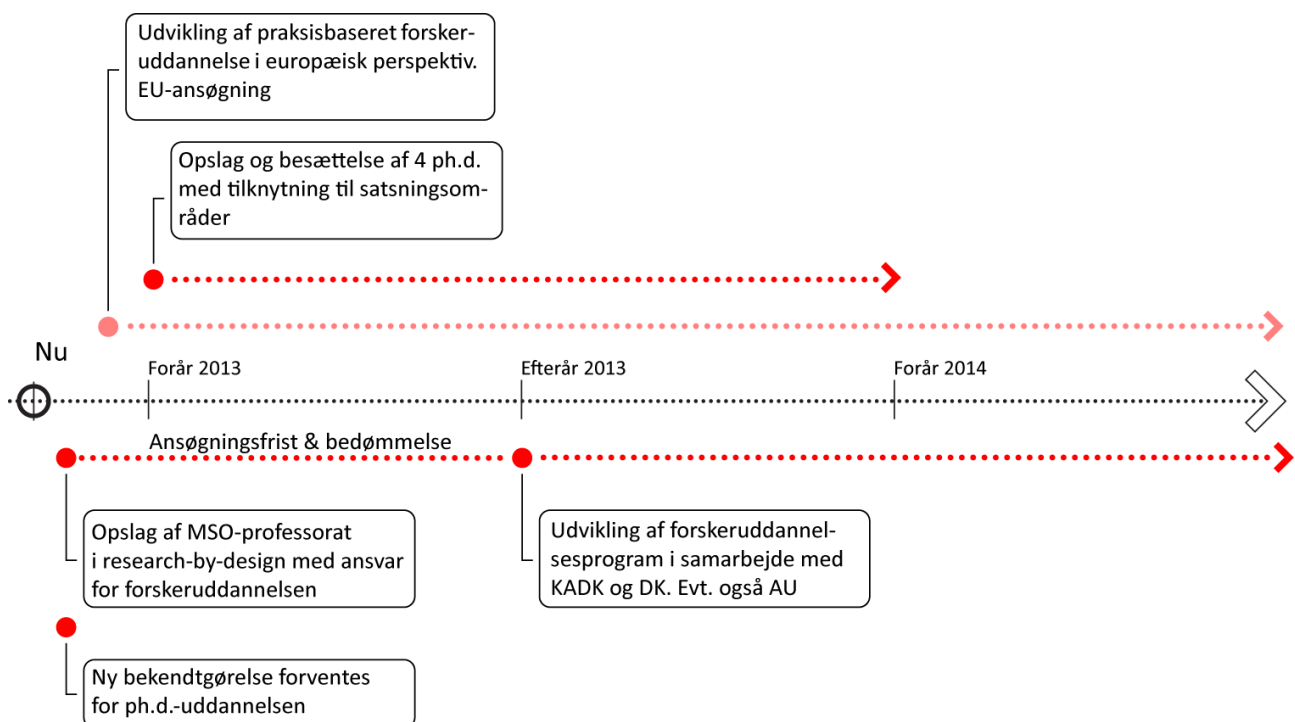 Udvikling af praksisbaseret forsker-
uddannelse i europæisk perspektiv.
EU-ansøgning
Opslag og besættelse af 4 ph.d.
med tilknytning til satsningsom-
råder
Nu
Forår 2013
Efterår 2013
Forår 2014
Ansøgningsfrist & bedømmelse
Opslag af MSO-professorat
i research-by-design med ansvar
for forskeruddannelsen
Udvikling af forskeruddannel-
sesprogram i samarbejde med
KADK og DK. Evt. også AU
Ny bekendtgørelse forventes
for ph.d.-uddannelsen